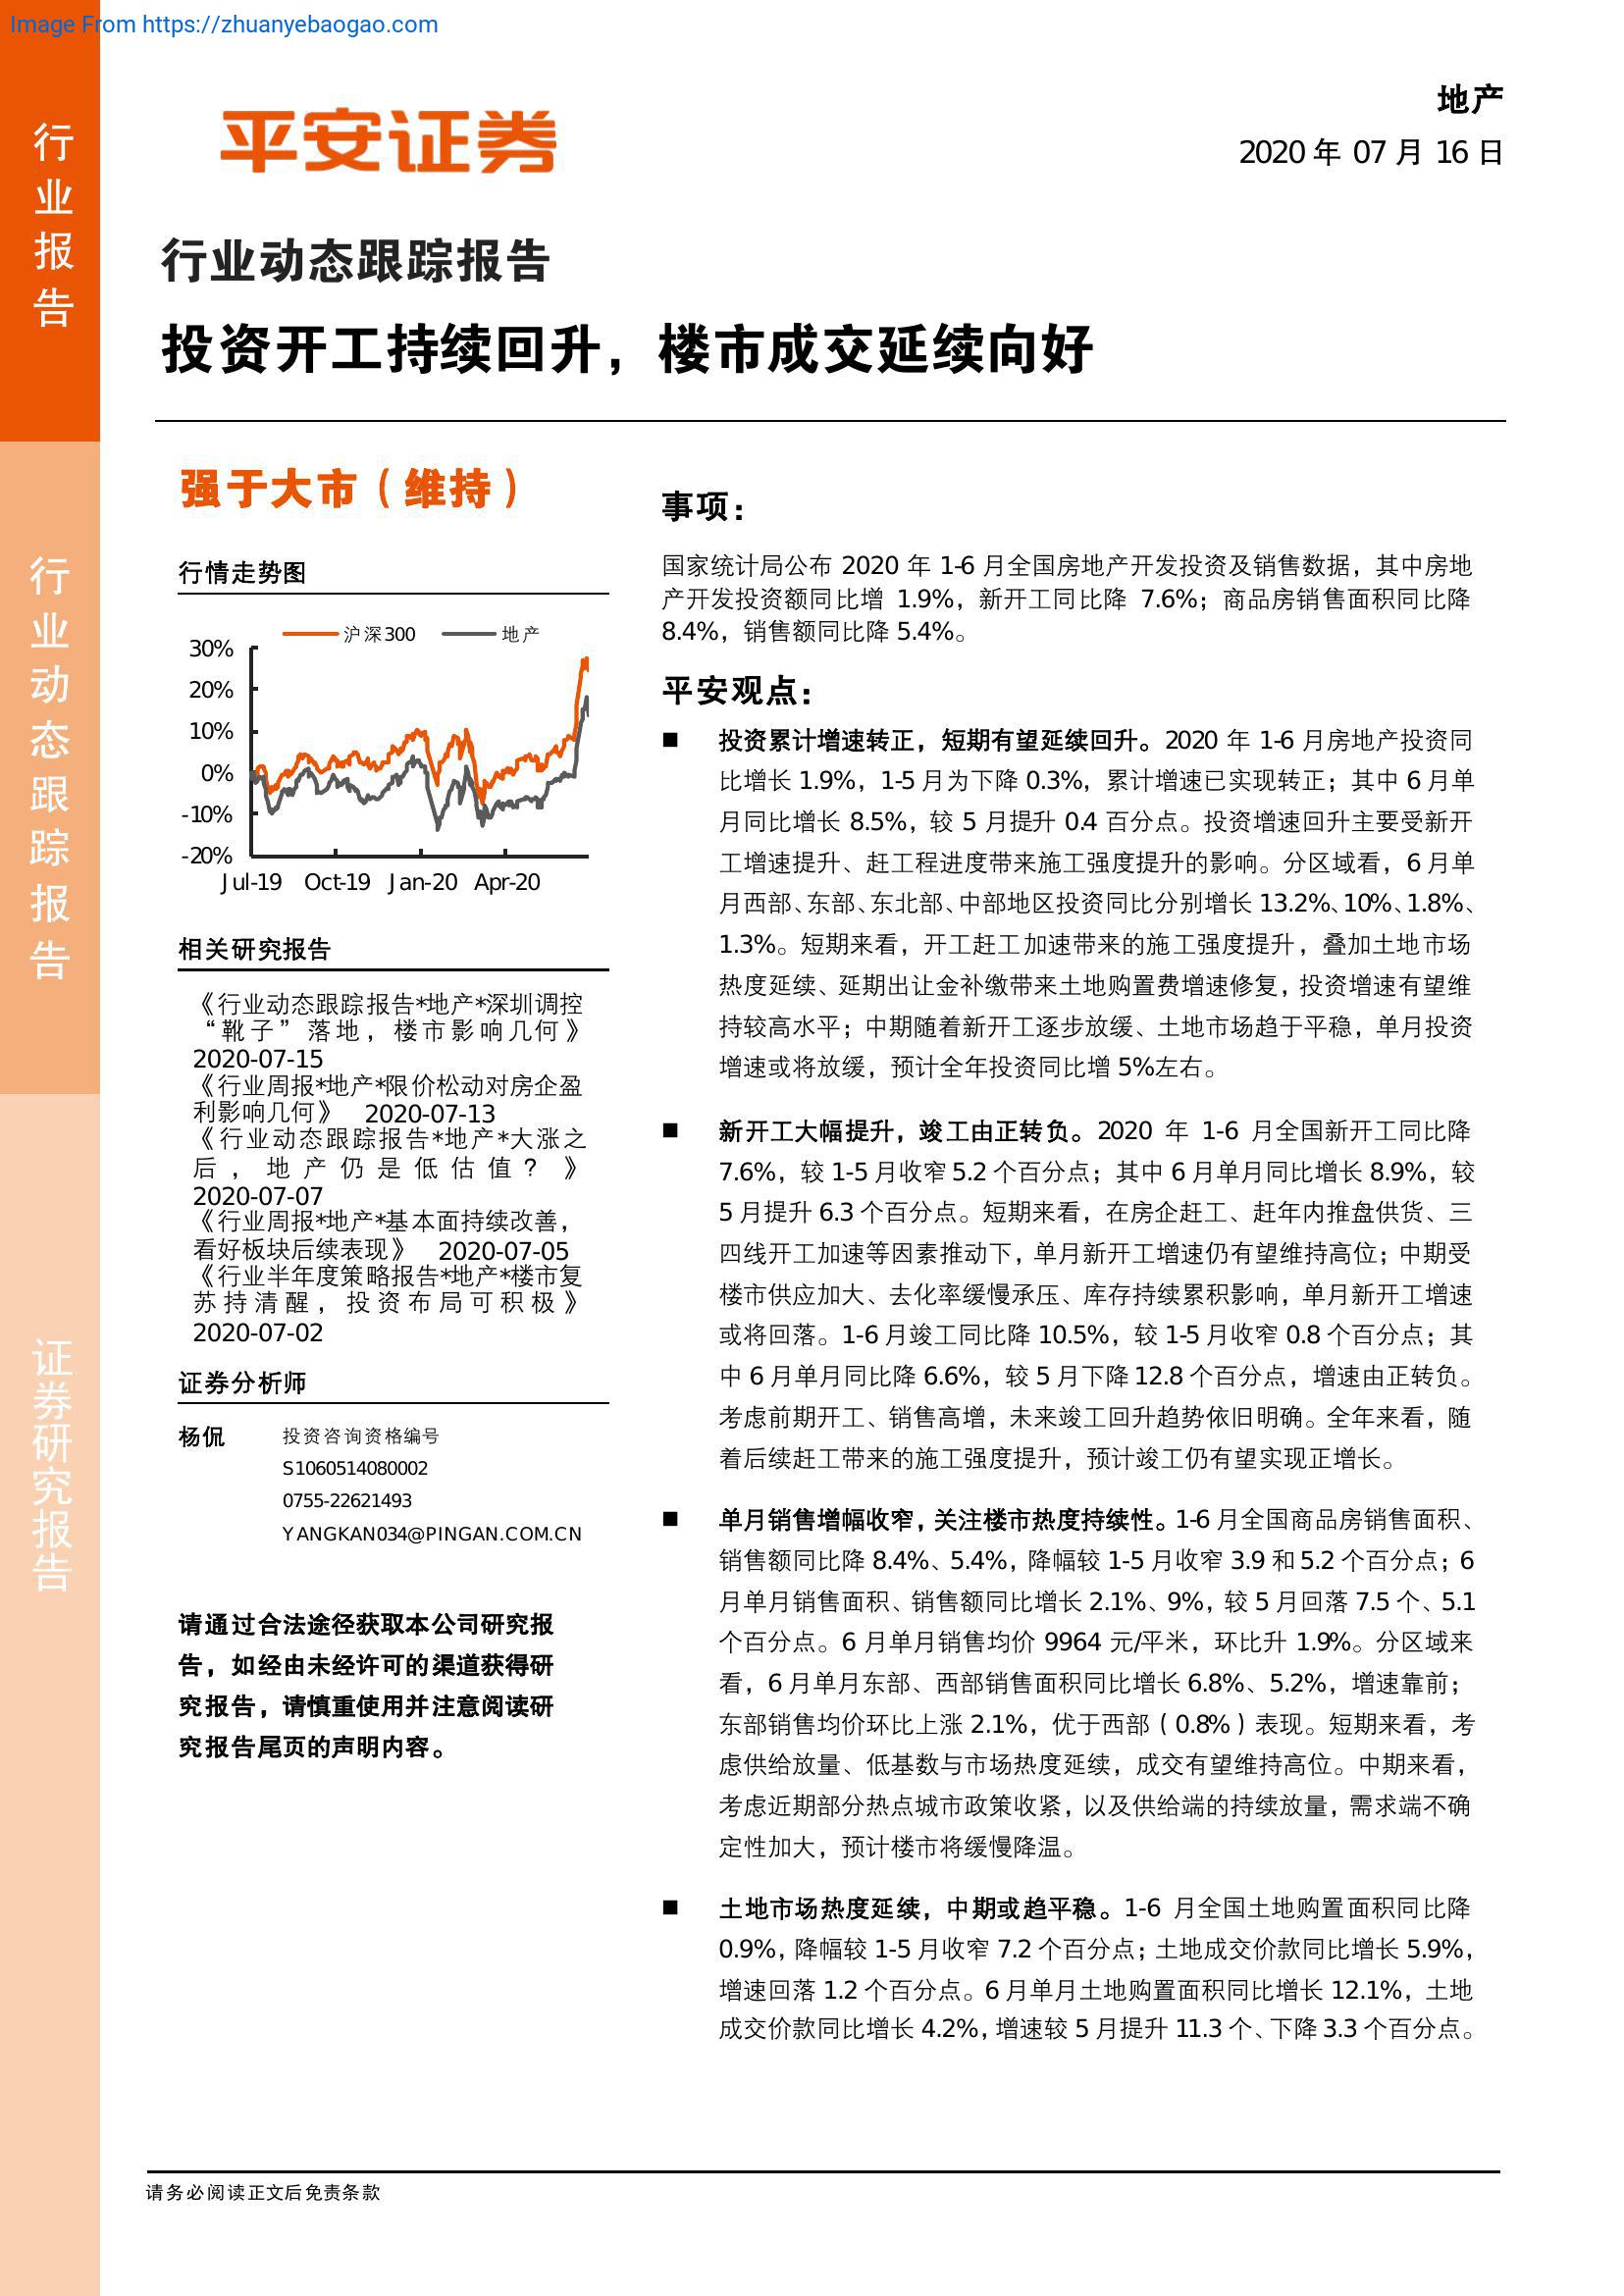 Image From https://zhuanyebaogao.com
行业报告
行业动态跟踪报告
证券研究报告
平安证券
地产
2020 年 07 月 16 日
行业动态跟踪报告
投资开工持续回升，楼市成交延续向好
强于大市（维持）
行情走势图
沪深300 地产
30%
20%
10%
0%
-10%
-20%
Jul-19 Oct-19 Jan-20 Apr-20
相关研究报告
《行业动态跟踪报告*地产*深圳调控
“靴子”落地，楼市影响几何》
2020-07-15
《行业周报*地产*限价松动对房企盈
利影响几何》 2020-07-13
《行业动态跟踪报告*地产*大涨之
后，地产仍是低估值？》
2020-07-07
《行业周报*地产*基本面持续改善，
看好板块后续表现》 2020-07-05
《行业半年度策略报告*地产*楼市复
苏持清醒，投资布局可积极》
2020-07-02
证券分析师
杨侃 投资咨询资格编号
S1060514080002
0755-22621493
YANGKAN034@PINGAN.COM.CN
请通过合法途径获取本公司研究报
告，如经由未经许可的渠道获得研
究报告，请慎重使用并注意阅读研
究报告尾页的声明内容。
事项：
国家统计局公布 2020 年 1-6 月全国房地产开发投资及销售数据，其中房地
产开发投资额同比增 1.9%，新开工同比降 7.6%；商品房销售面积同比降
8.4%，销售额同比降 5.4%。
平安观点：
■ 投资累计增速转正，短期有望延续回升。2020 年 1-6 月房地产投资同
比增长 1.9%，1-5 月为下降 0.3%，累计增速已实现转正；其中 6 月单
月同比增长 8.5%，较 5 月提升 0.4 百分点。投资增速回升主要受新开
工增速提升、赶工程进度带来施工强度提升的影响。分区域看，6 月单
月西部、东部、东北部、中部地区投资同比分别增长 13.2%、10%、1.8%、
1.3%。短期来看，开工赶工加速带来的施工强度提升，叠加土地市场
热度延续、延期出让金补缴带来土地购置费增速修复，投资增速有望维
持较高水平；中期随着新开工逐步放缓、土地市场趋于平稳，单月投资
增速或将放缓，预计全年投资同比增 5%左右。
■ 新开工大幅提升，竣工由正转负。2020 年 1-6 月全国新开工同比降
7.6%，较 1-5 月收窄 5.2 个百分点；其中 6 月单月同比增长 8.9%，较
5 月提升 6.3 个百分点。短期来看，在房企赶工、赶年内推盘供货、三
四线开工加速等因素推动下，单月新开工增速仍有望维持高位；中期受
楼市供应加大、去化率缓慢承压、库存持续累积影响，单月新开工增速
或将回落。1-6 月竣工同比降 10.5%，较 1-5 月收窄 0.8 个百分点；其
中 6 月单月同比降 6.6%，较 5 月下降 12.8 个百分点，增速由正转负。
考虑前期开工、销售高增，未来竣工回升趋势依旧明确。全年来看，随
着后续赶工带来的施工强度提升，预计竣工仍有望实现正增长。
■ 单月销售增幅收窄，关注楼市热度持续性。1-6 月全国商品房销售面积、
销售额同比降 8.4%、5.4%，降幅较 1-5 月收窄 3.9 和 5.2 个百分点；6
月单月销售面积、销售额同比增长 2.1%、9%，较 5 月回落 7.5 个、5.1
个百分点。6 月单月销售均价 9964 元/平米，环比升 1.9%。分区域来
看，6 月单月东部、西部销售面积同比增长 6.8%、5.2%，增速靠前；
东部销售均价环比上涨 2.1%，优于西部（0.8%）表现。短期来看，考
虑供给放量、低基数与市场热度延续，成交有望维持高位。中期来看，
考虑近期部分热点城市政策收紧，以及供给端的持续放量，需求端不确
定性加大，预计楼市将缓慢降温。
■ 土地市场热度延续，中期或趋平稳。1-6 月全国土地购置面积同比降
0.9%，降幅较 1-5 月收窄 7.2 个百分点；土地成交价款同比增长 5.9%，
增速回落 1.2 个百分点。6 月单月土地购置面积同比增长 12.1%，土地
成交价款同比增长 4.2%，增速较 5 月提升 11.3 个、下降 3.3 个百分点。
请务必阅读正文后免责条款